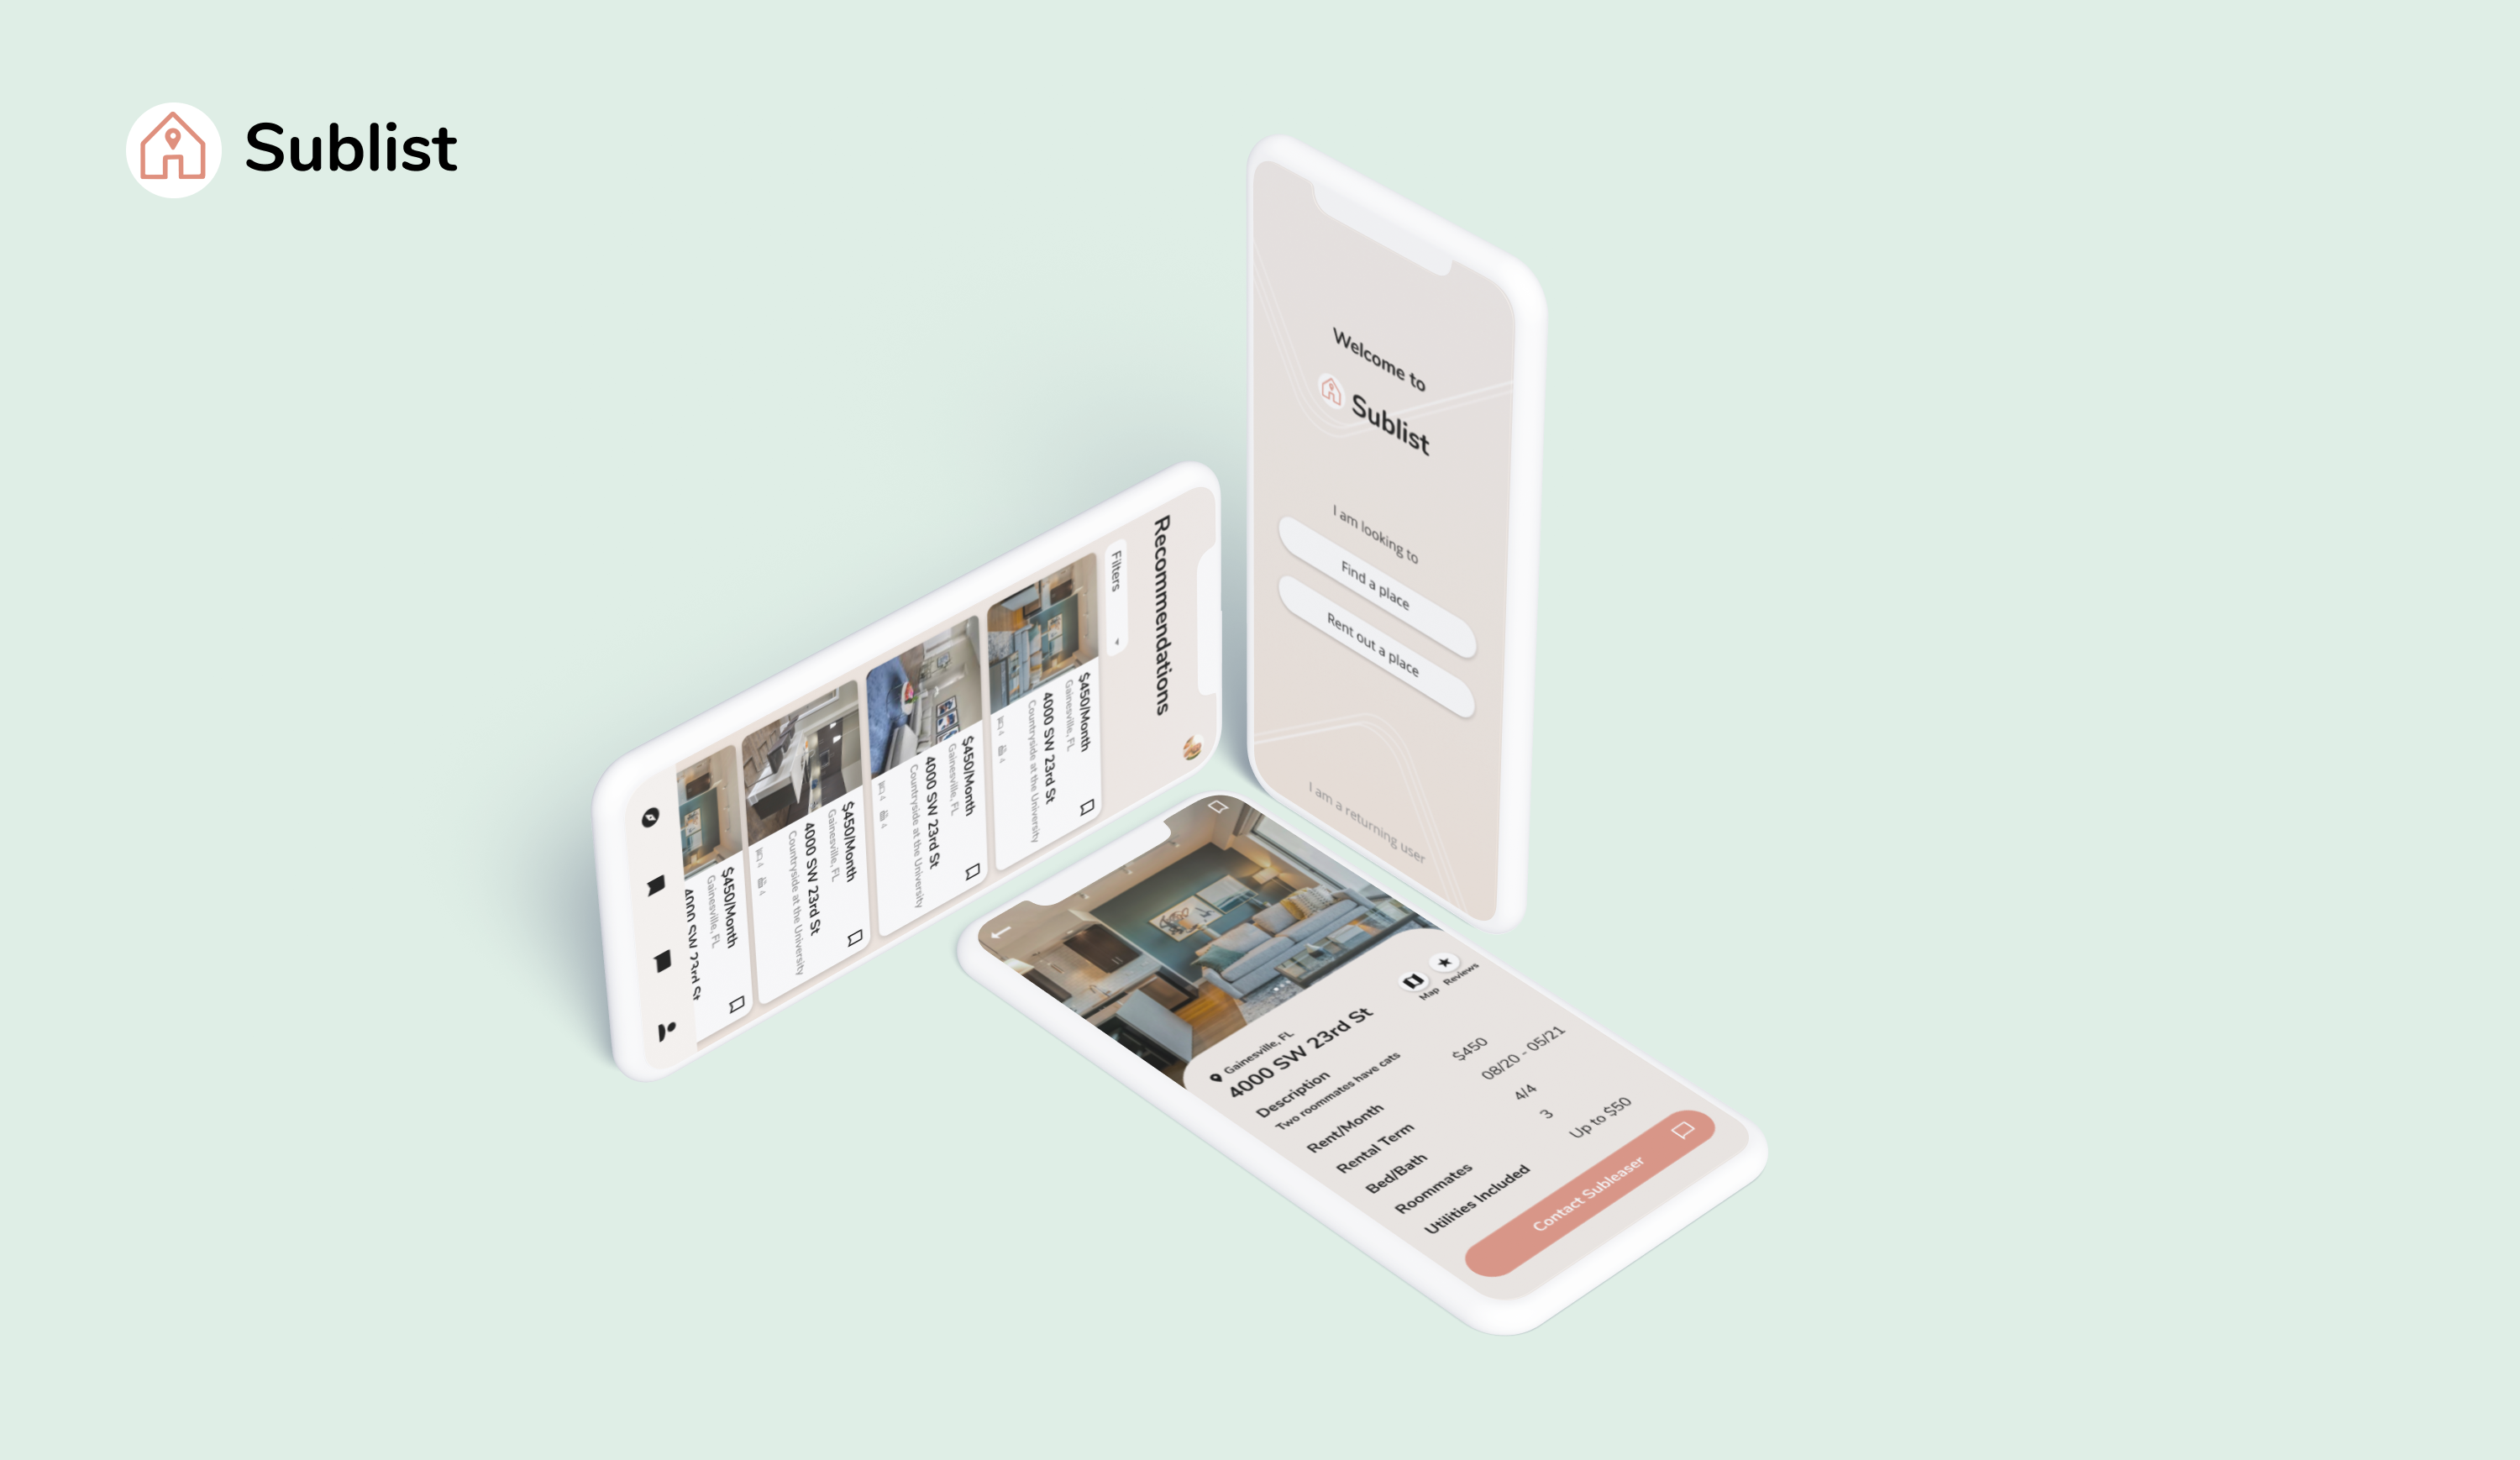 Sublist
Welcome to
Sublist
I am looking to
Find a place
Rent out a place
I am a returning user
Recommendations
Filters
$450/Month
Gainesville, FL
4000 SW 23rd St
Countryside at the University
4 4
$450/Month
Gainesville, FL
4000 SW 23rd St
Countryside at the University
4 4
$450/Month
Gainesville, FL
4000 SW 23rd St
Countryside at the University
4 4
$450/Month
Gainesville, FL
4000 SW 23rd St
Gainesville, FL
4000 SW 23rd St
Map Reviews
Description
Two roommates have cats
Rent/Month $450
Rental Term 08/20 - 05/21
Bed/Bath 4/4
Roommates 3
Utilities Included Up to $50
Contact Subleaser